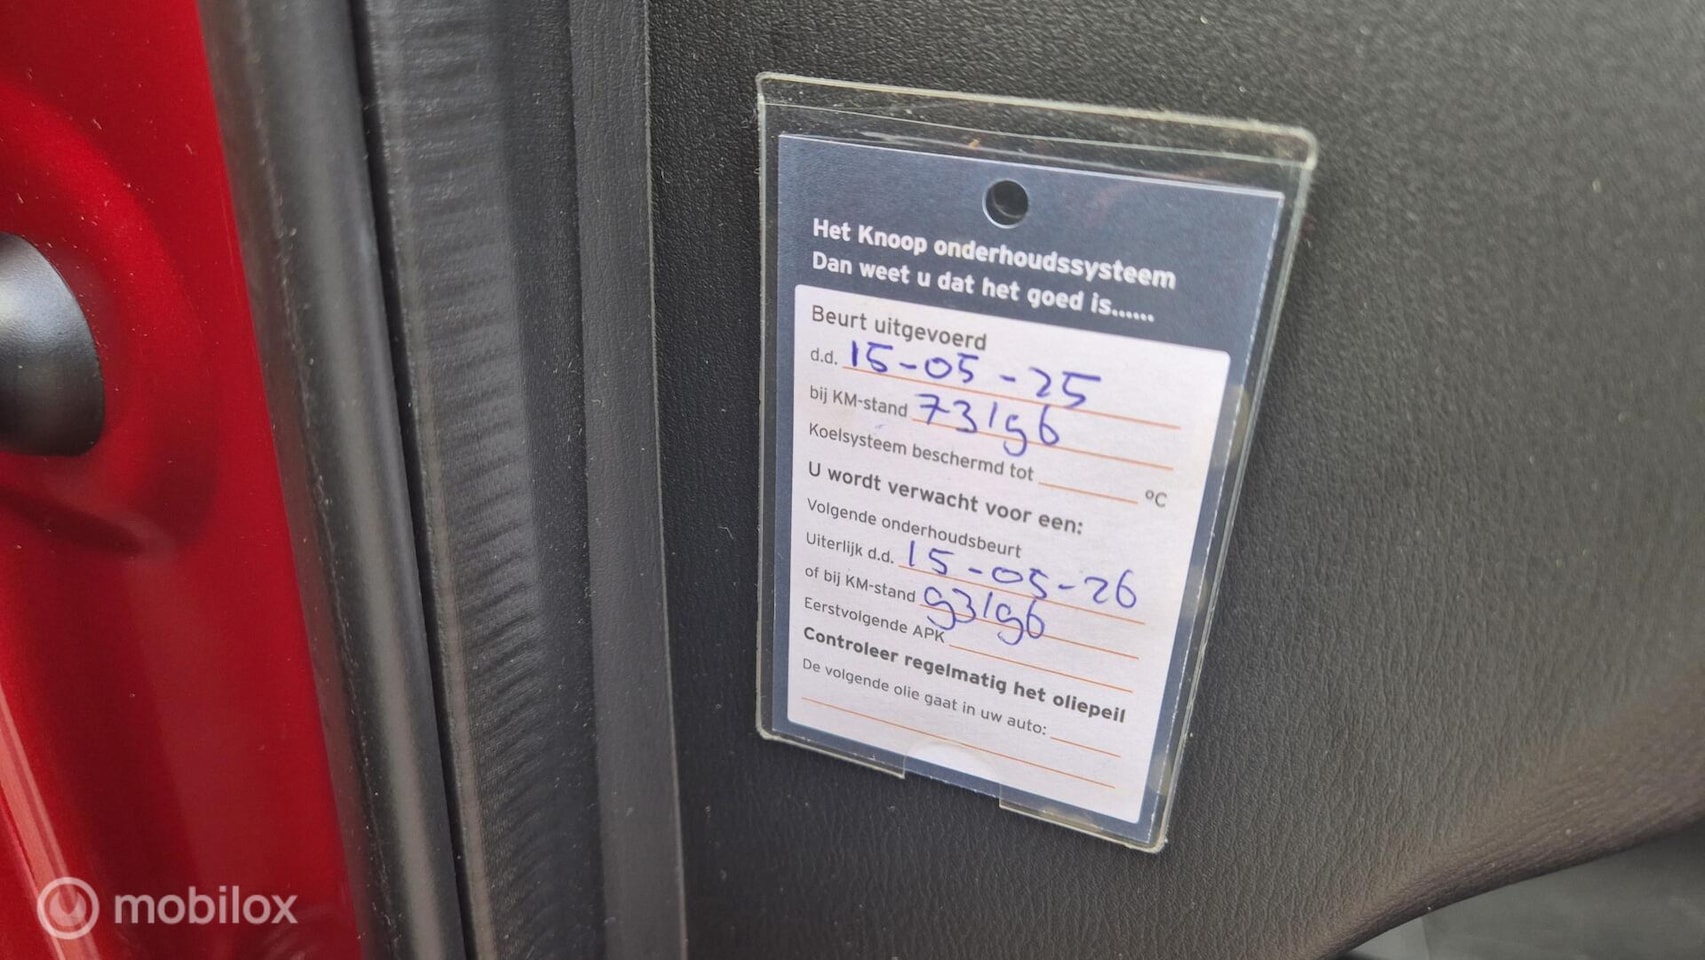 Het Knoop onderhoudssysteem
Dan weet u dat het goed is......
Beurt uitgevoerd
d.d. 15-05-25
bij KM-stand 73196
Koelsysteem beschermd tot ºC
U wordt verwacht voor een:
Volgende onderhoudsbeurt
Uiterlijk d.d. 15-05-26
of bij KM-stand 93196
Eerstvolgende APK
Controleer regelmatig het oliepeil
De volgende olie gaat in uw auto:
mobilox